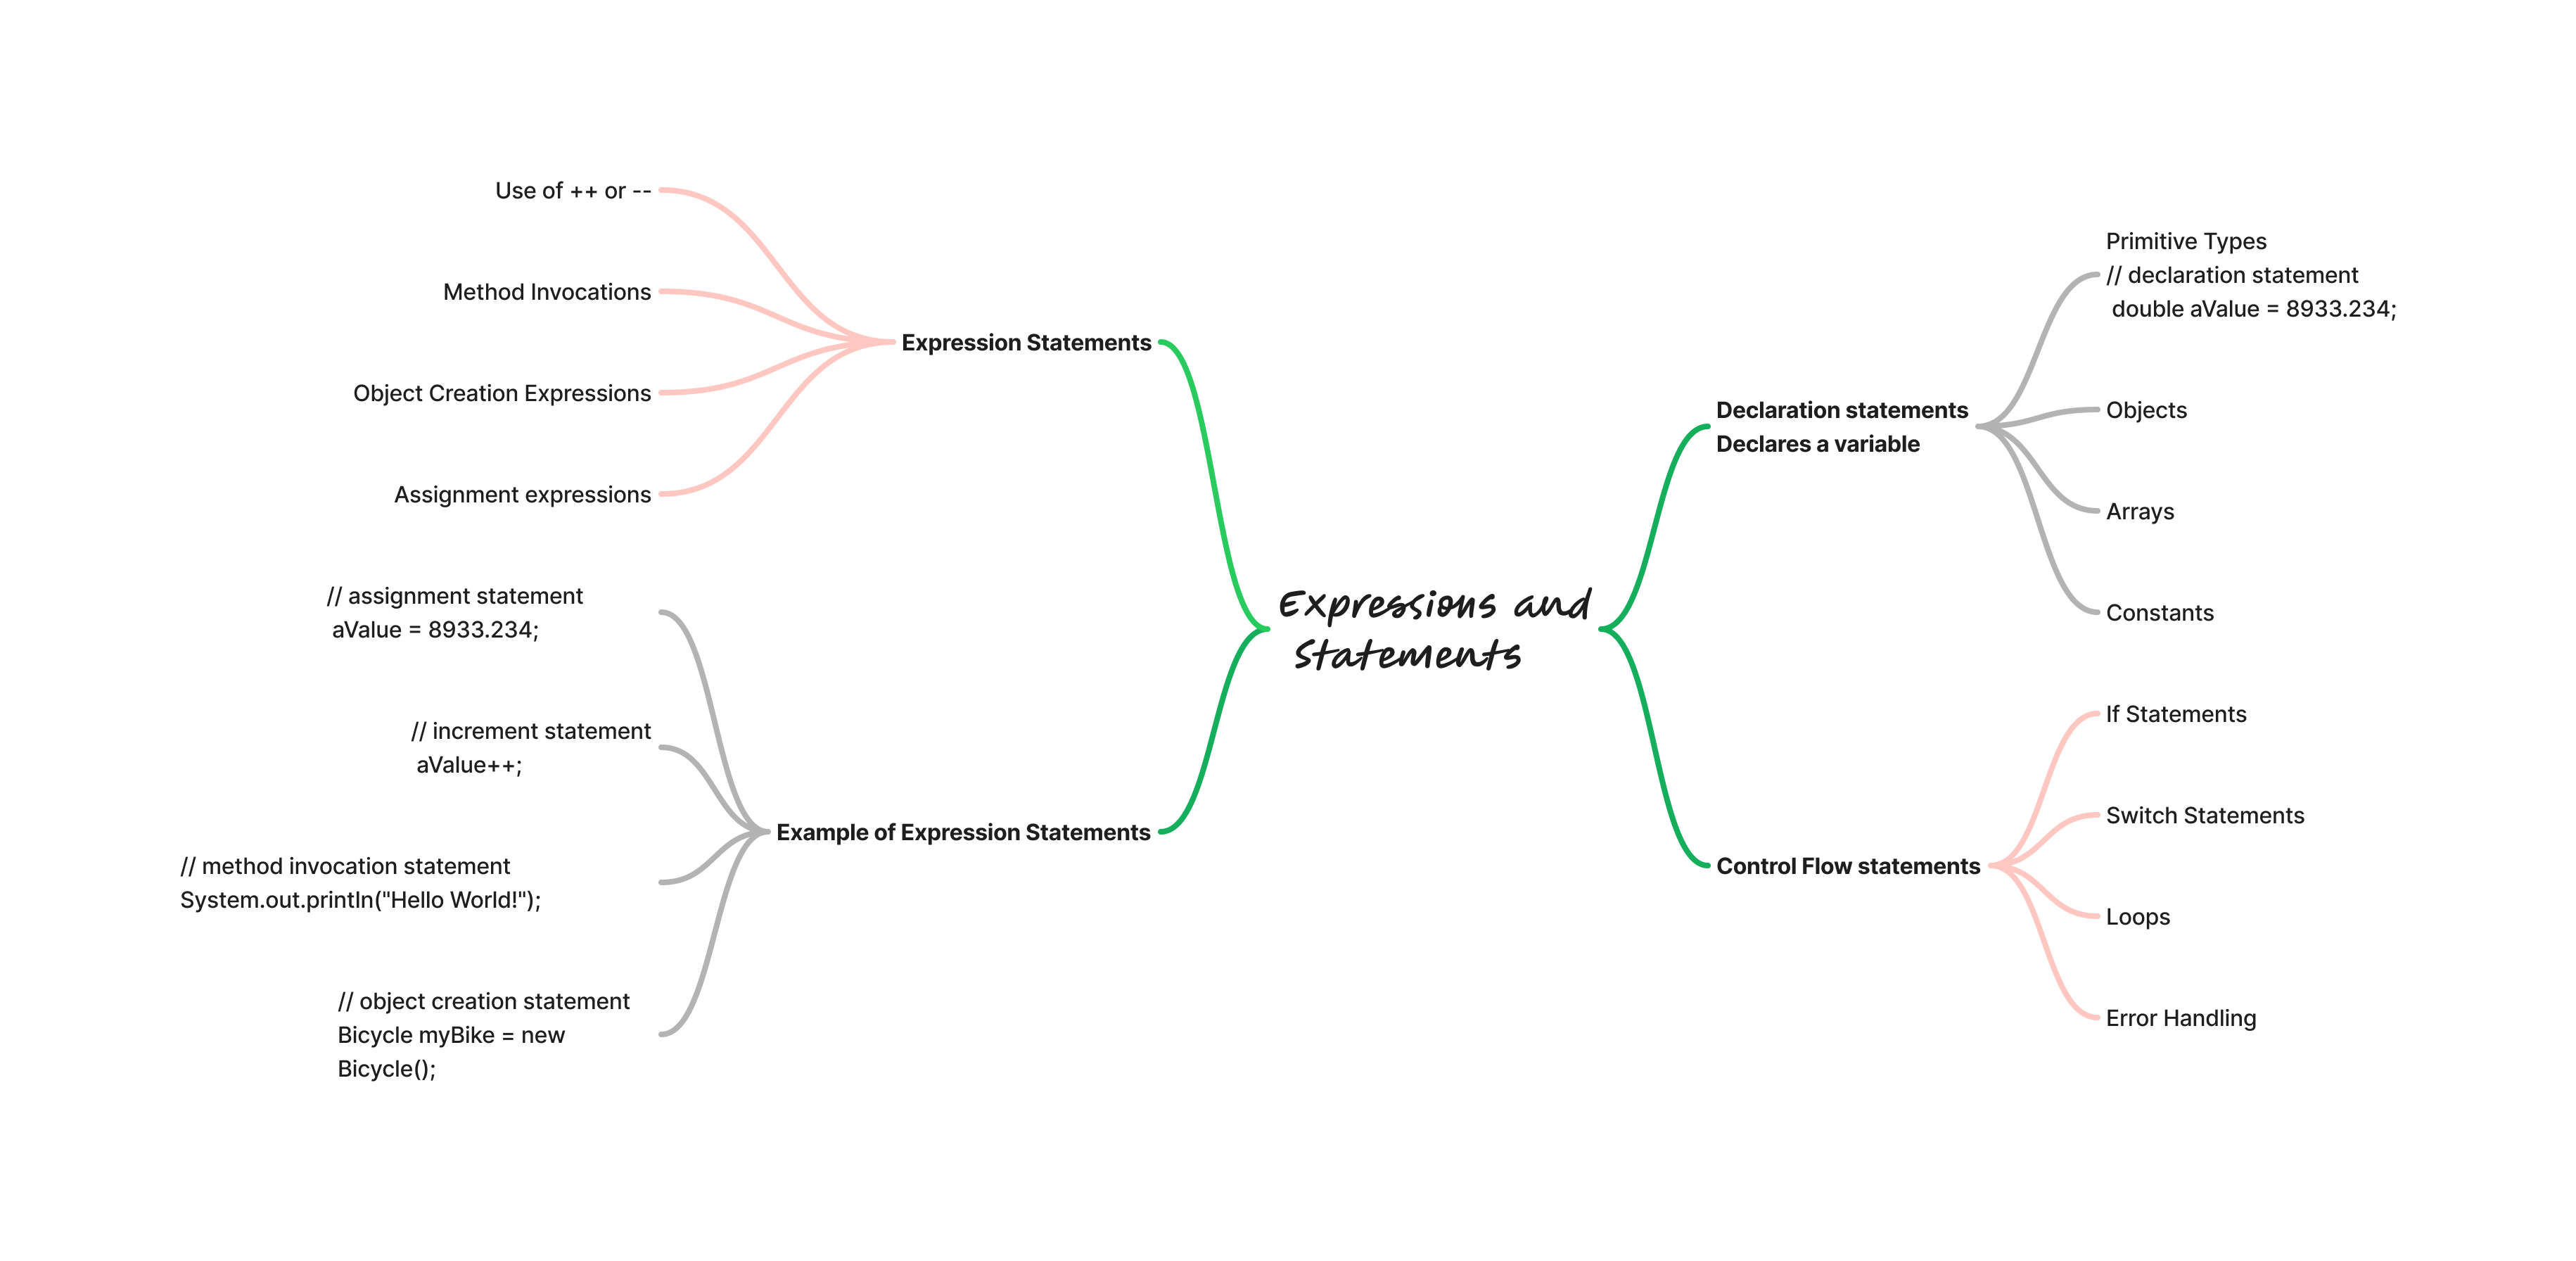 Use of ++ or --
Method Invocations
Object Creation Expressions
Assignment expressions
Expression Statements
// assignment statement
aValue = 8933.234;
// increment statement
aValue++;
// method invocation statement
System.out.println("Hello World!");
// object creation statement
Bicycle myBike = new
Bicycle();
Example of Expression Statements
Expressions and
Statements
Declaration statements
Declares a variable
Primitive Types
// declaration statement
double aValue = 8933.234;
Objects
Arrays
Constants
Control Flow statements
If Statements
Switch Statements
Loops
Error Handling